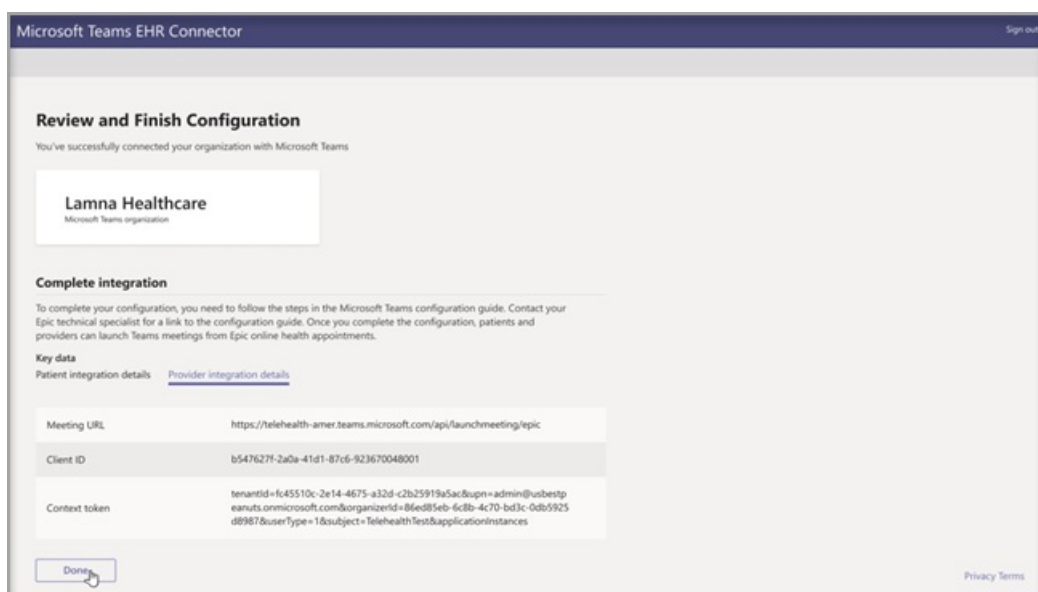 Microsoft Teams EHR Connector
Sign out
Review and Finish Configuration
You've successfully connected your organization with Microsoft Teams
Lamna Healthcare
Microsoft Teams organization
Complete integration
To complete your configuration, you need to follow the steps in the Microsoft Teams configuration guide. Contact your
Epic technical specialist for a link to the configuration guide. Once you complete the configuration, patients and
providers can launch Teams meetings from Epic online health appointments.
Key data
Patient integration details Provider integration details
Meeting URL https://telehealth-amer.teams.microsoft.com/api/launchmeeting/epic
Client ID b547627f-2a0a-41d1-87c6-923670048001
Context token tenantId=fc45510c-2e14-4675-a32d-c2b25919a5ac&upn=admin@usbestp
eanuts.onmicrosoft.com&organizerId=86ed85eb-6c8b-4c70-bd3c-0db5925
d8987&userType=1&subject=TelehealthTest&applicationInstances
Done
Privacy Terms